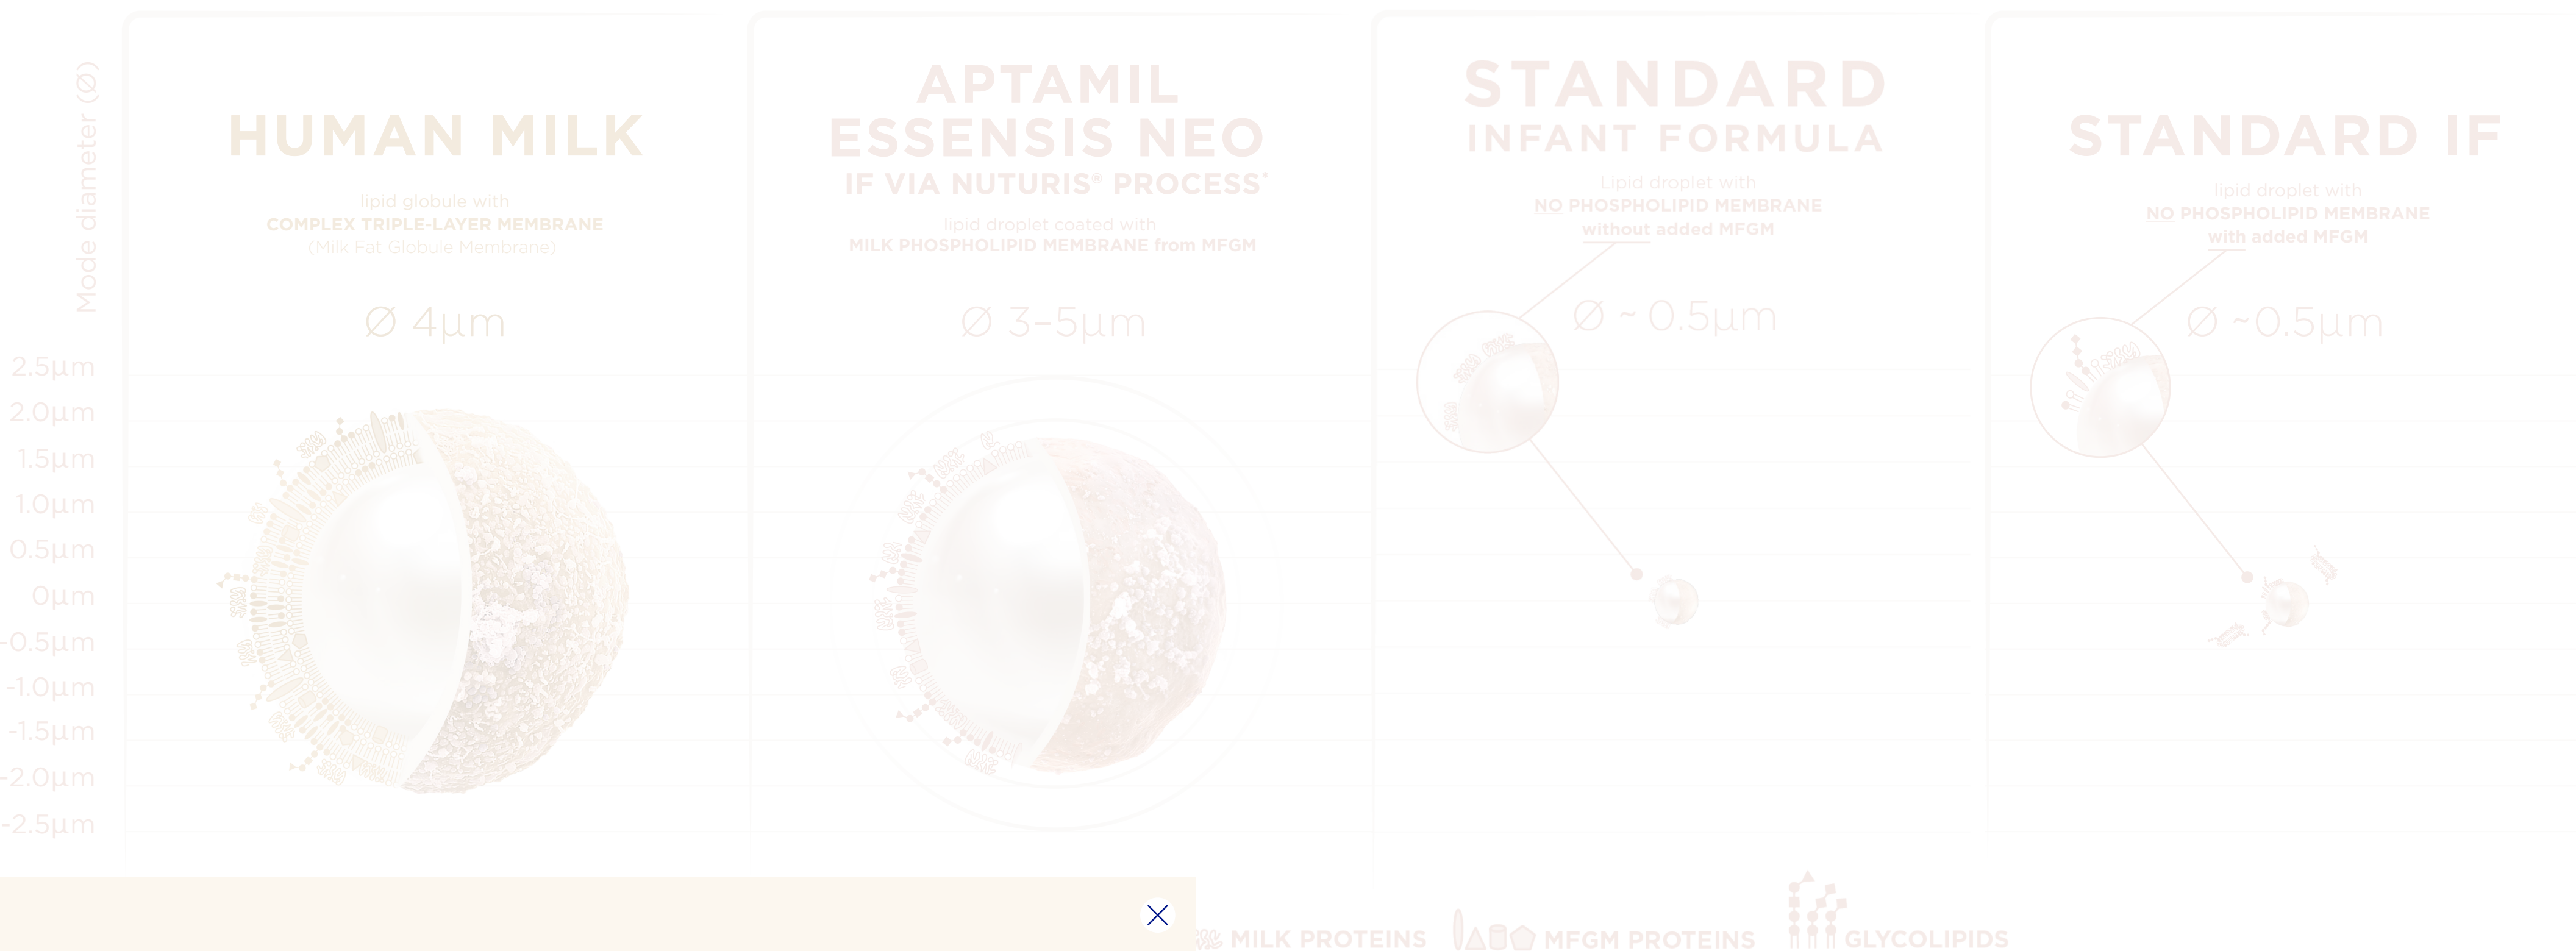 Mode diameter (Ø)
HUMAN MILK
lipid globule with
COMPLEX TRIPLE-LAYER MEMBRANE
(Milk Fat Globule Membrane)
Ø 4µm
APTAMIL
ESSENSIS NEO
IF VIA NUTURIS® PROCESS*
lipid droplet coated with
MILK PHOSPHOLIPID MEMBRANE from MFGM
Ø 3–5µm
STANDARD
INFANT FORMULA
Lipid droplet with
NO PHOSPHOLIPID MEMBRANE
without added MFGM
Ø ~ 0.5µm
STANDARD IF
lipid droplet with
NO PHOSPHOLIPID MEMBRANE
with added MFGM
Ø ~0.5µm
2.5µm
2.0µm
1.5µm
1.0µm
0.5µm
0µm
-0.5µm
-1.0µm
-1.5µm
-2.0µm
-2.5µm
MILK PROTEINS
MFGM PROTEINS
GLYCOLIPIDS